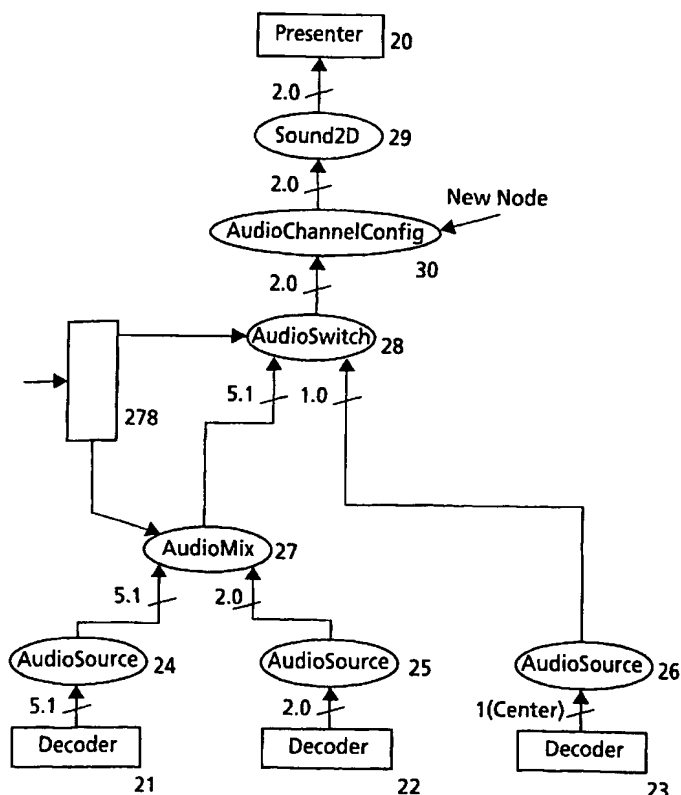 Presenter 20
2.0
Sound2D 29
2.0
New Node
AudioChannelConfig
30
2.0
AudioSwitch 28
5.1 1.0
278
AudioMix 27
5.1 2.0
AudioSource 24
AudioSource 25
AudioSource 26
5.1 2.0 1(Center)
Decoder Decoder Decoder
21 22 23